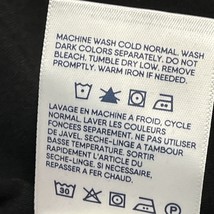 MACHINE WASH COLD NORMAL. WASH
DARK COLORS SEPARATELY. DO NOT
BLEACH. TUMBLE DRY LOW. REMOVE
PROMPTLY. WARM IRON IF NEEDED.
LAVAGE EN MACHINE A FROID, CYCLE
NORMAL. LAVER LES COULEURS
FONCEES SEPAREMENT. NE PAS UTILISER
DE JAVEL. SECHE-LINGE A TAMBOUR
BASSE TEMPERATURE. SORTIR
RAPIDEMENT L'ARTICLE DU
SECHE-LINGE. SI NECESSAIRE,
REPASSER A FER CHAUD.
30
P